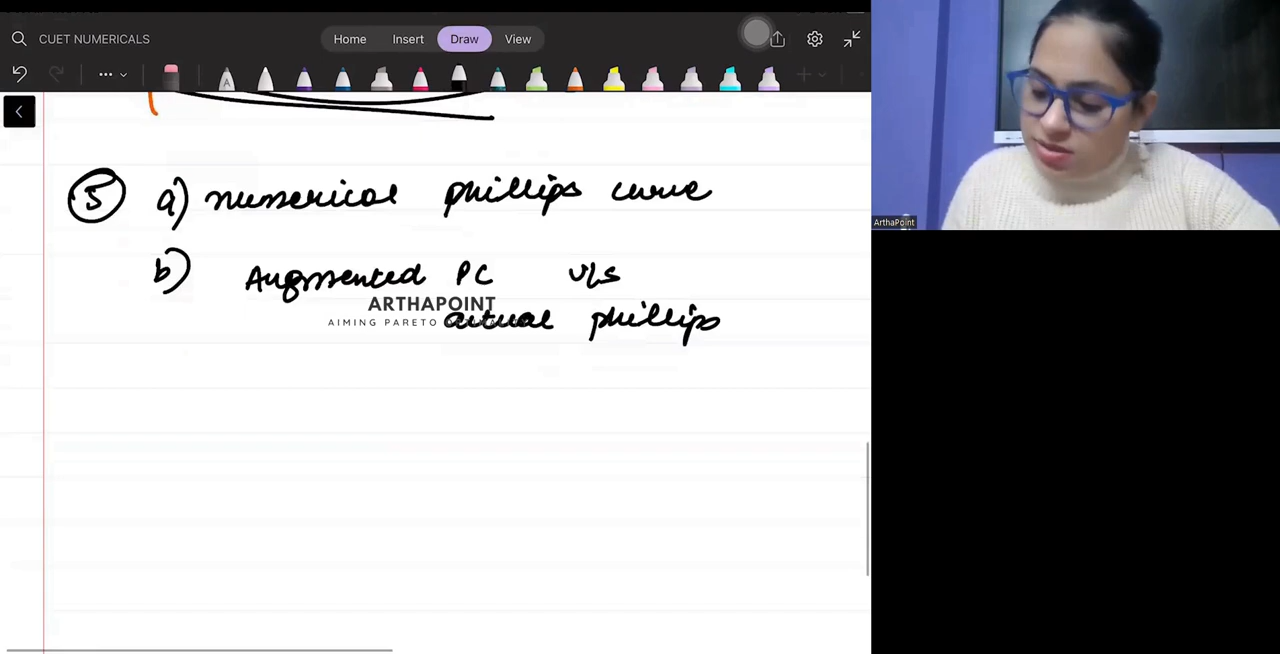 CUET NUMERICALS
Home Insert Draw View
A
5 a) numerical phillips curve
b) Augmented PC v/s
ARTHAPOINT
AIMING PARETO
actual phillips
ArthaPoint